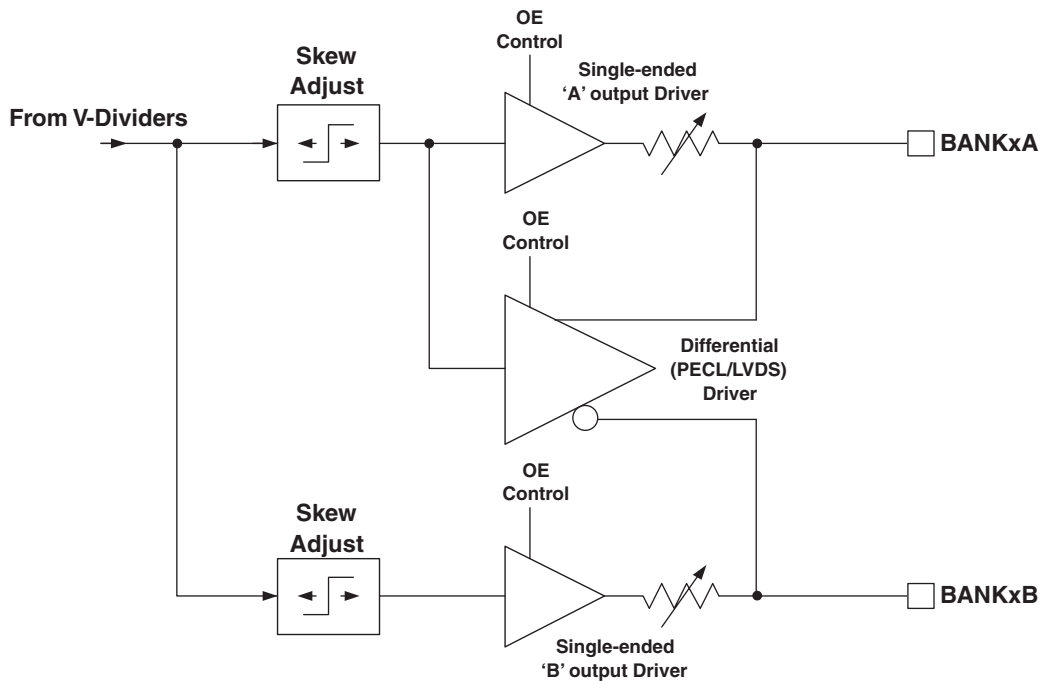 OE
Control
Skew
Adjust
Single-ended
‘A’ output Driver
From V-Dividers
BANKxA
OE
Control
Differential
(PECL/LVDS)
Driver
OE
Control
Skew
Adjust
BANKxB
Single-ended
‘B’ output Driver